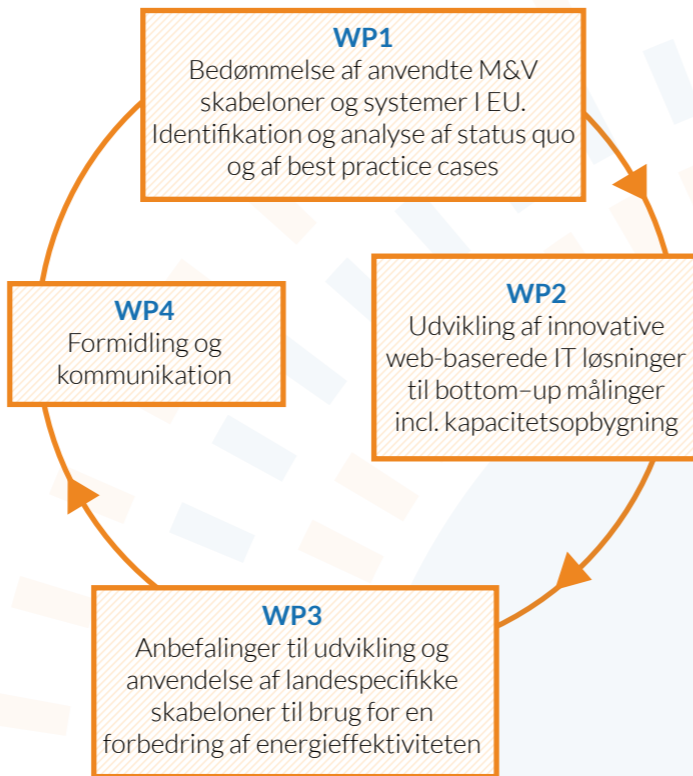 WP1
Bedømmelse af anvendte M&V
skabeloner og systemer I EU.
Identifikation og analyse af status quo
og af best practice cases
WP2
Udvikling af innovative
web-baserede IT løsninger
til bottom–up målinger
incl. kapacitetsopbygning
WP3
Anbefalinger til udvikling og
anvendelse af landespecifikke
skabeloner til brug for en
forbedring af energieffektiviteten
WP4
Formidling og
kommunikation